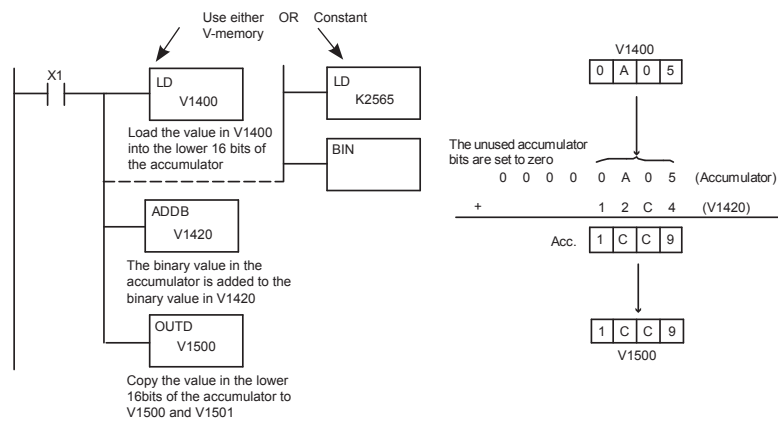 Use either OR Constant
V-memory
X1
LD
V1400
LD
K2565
Load the value in V1400
into the lower 16 bits of
the accumulator
BIN
ADDB
V1420
The binary value in the
accumulator is added to the
binary value in V1420
OUTD
V1500
Copy the value in the lower
16bits of the accumulator to
V1500 and V1501
V1400
0 A 0 5
The unused accumulator
bits are set to zero
0 0 0 0 0 A 0 5 (Accumulator)
+ 1 2 C 4 (V1420)
Acc. 1 C C 9
1 C C 9
V1500